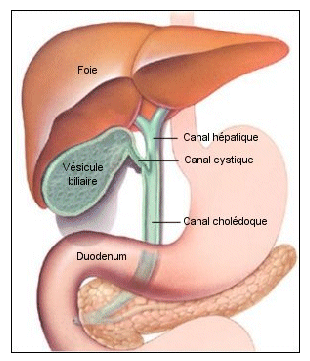 Foie
Canal hépatique
Canal cystique
Vésicule
biliaire
Canal cholédoque
Duodenum